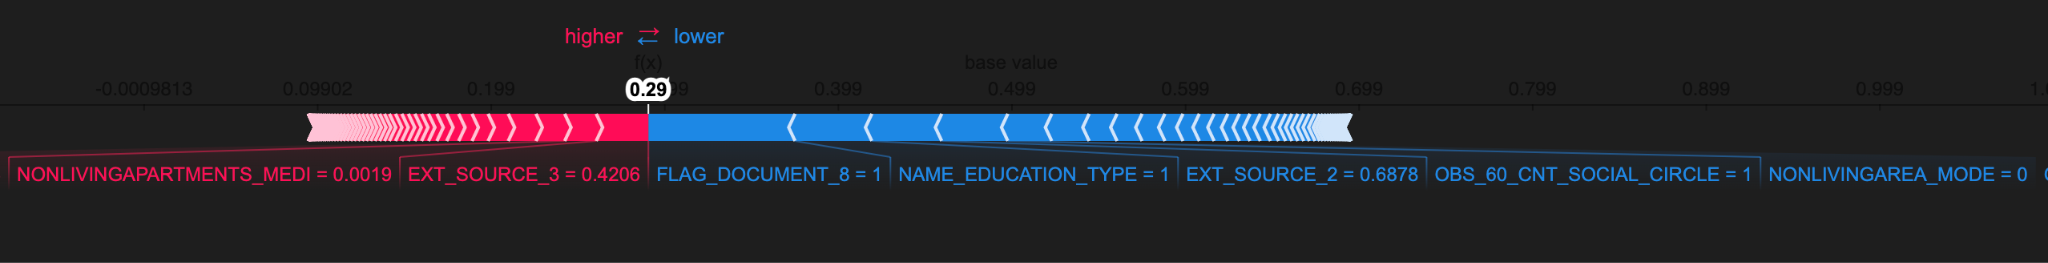 higher ⇄ lower
f(x) base value
-0.0009813 0.09902 0.199 0.29 99 0.399 0.499 0.599 0.699 0.799 0.899 0.999
NONLIVINGAPARTMENTS_MEDI = 0.0019 EXT_SOURCE_3 = 0.4206 FLAG_DOCUMENT_8 = 1 NAME_EDUCATION_TYPE = 1 EXT_SOURCE_2 = 0.6878 OBS_60_CNT_SOCIAL_CIRCLE = 1 NONLIVINGAREA_MODE = 0